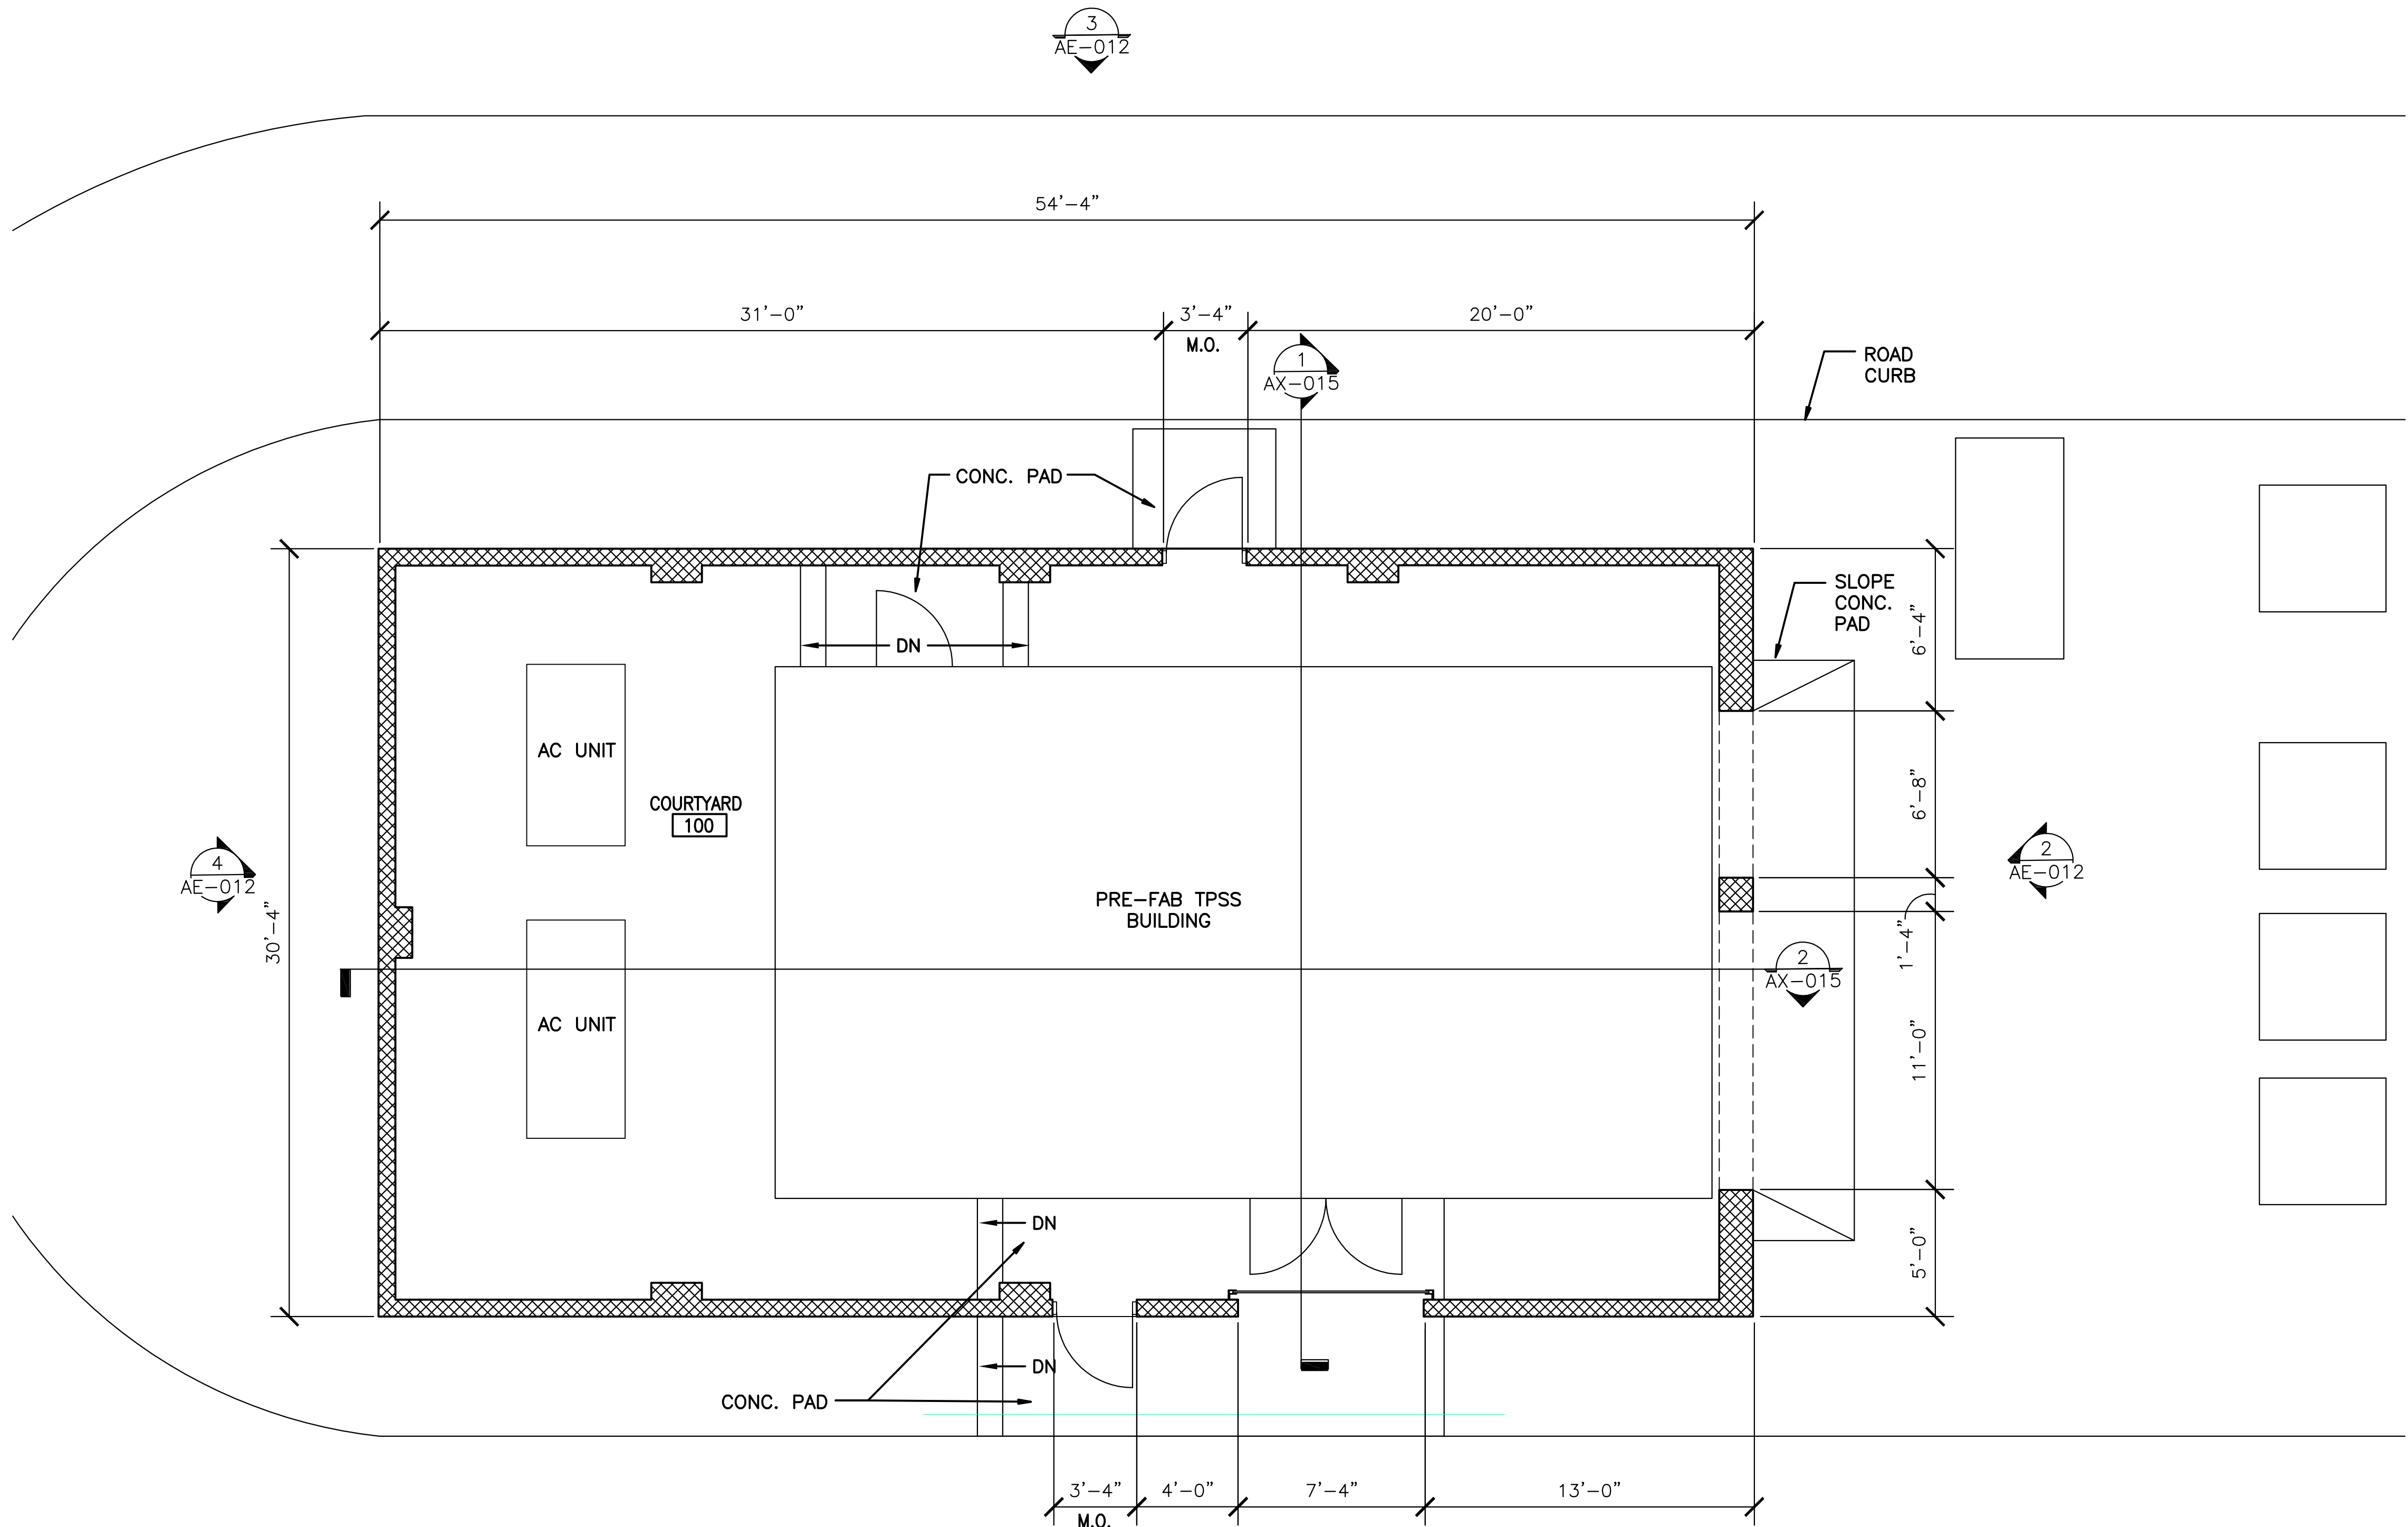 3
AE-012
54'-4"
31'-0"
3'-4"
M.O.
20'-0"
1
AX-015
ROAD
CURB
CONC. PAD
SLOPE
CONC.
PAD
6'-4"
DN
AC UNIT
COURTYARD
100
6'-8"
4
AE-012
2
AE-012
PRE-FAB TPSS
BUILDING
30'-4"
1'-4"
2
AX-015
AC UNIT
11'-0"
DN
5'-0"
DN
CONC. PAD
3'-4"
M.O.
4'-0"
7'-4"
13'-0"